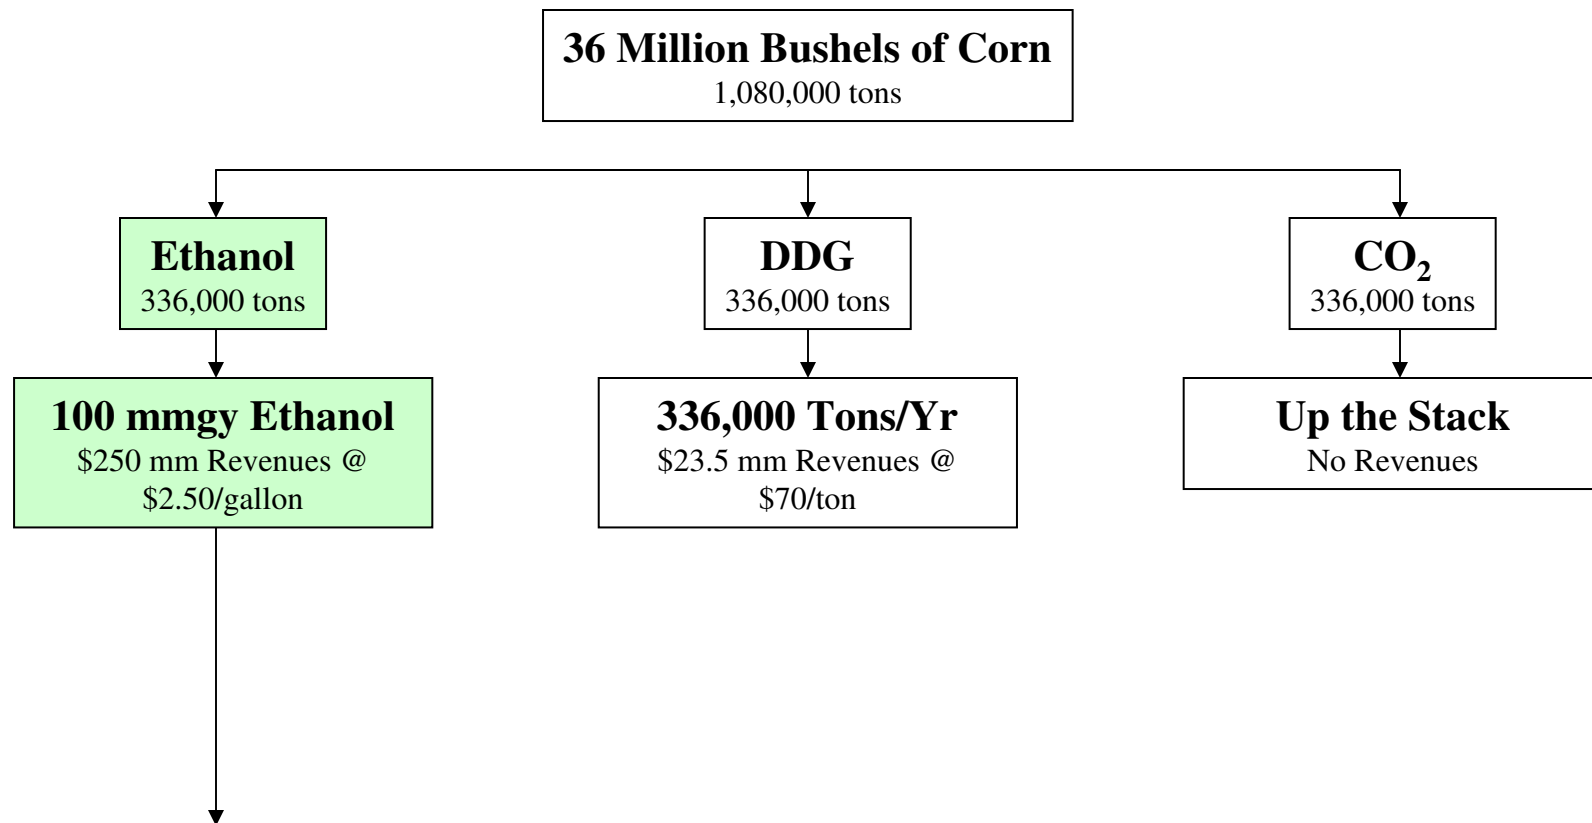 36 Million Bushels of Corn
1,080,000 tons
Ethanol
336,000 tons
DDG
336,000 tons
CO₂
336,000 tons
100 mmgy Ethanol
$250 mm Revenues @
$2.50/gallon
336,000 Tons/Yr
$23.5 mm Revenues @
$70/ton
Up the Stack
No Revenues